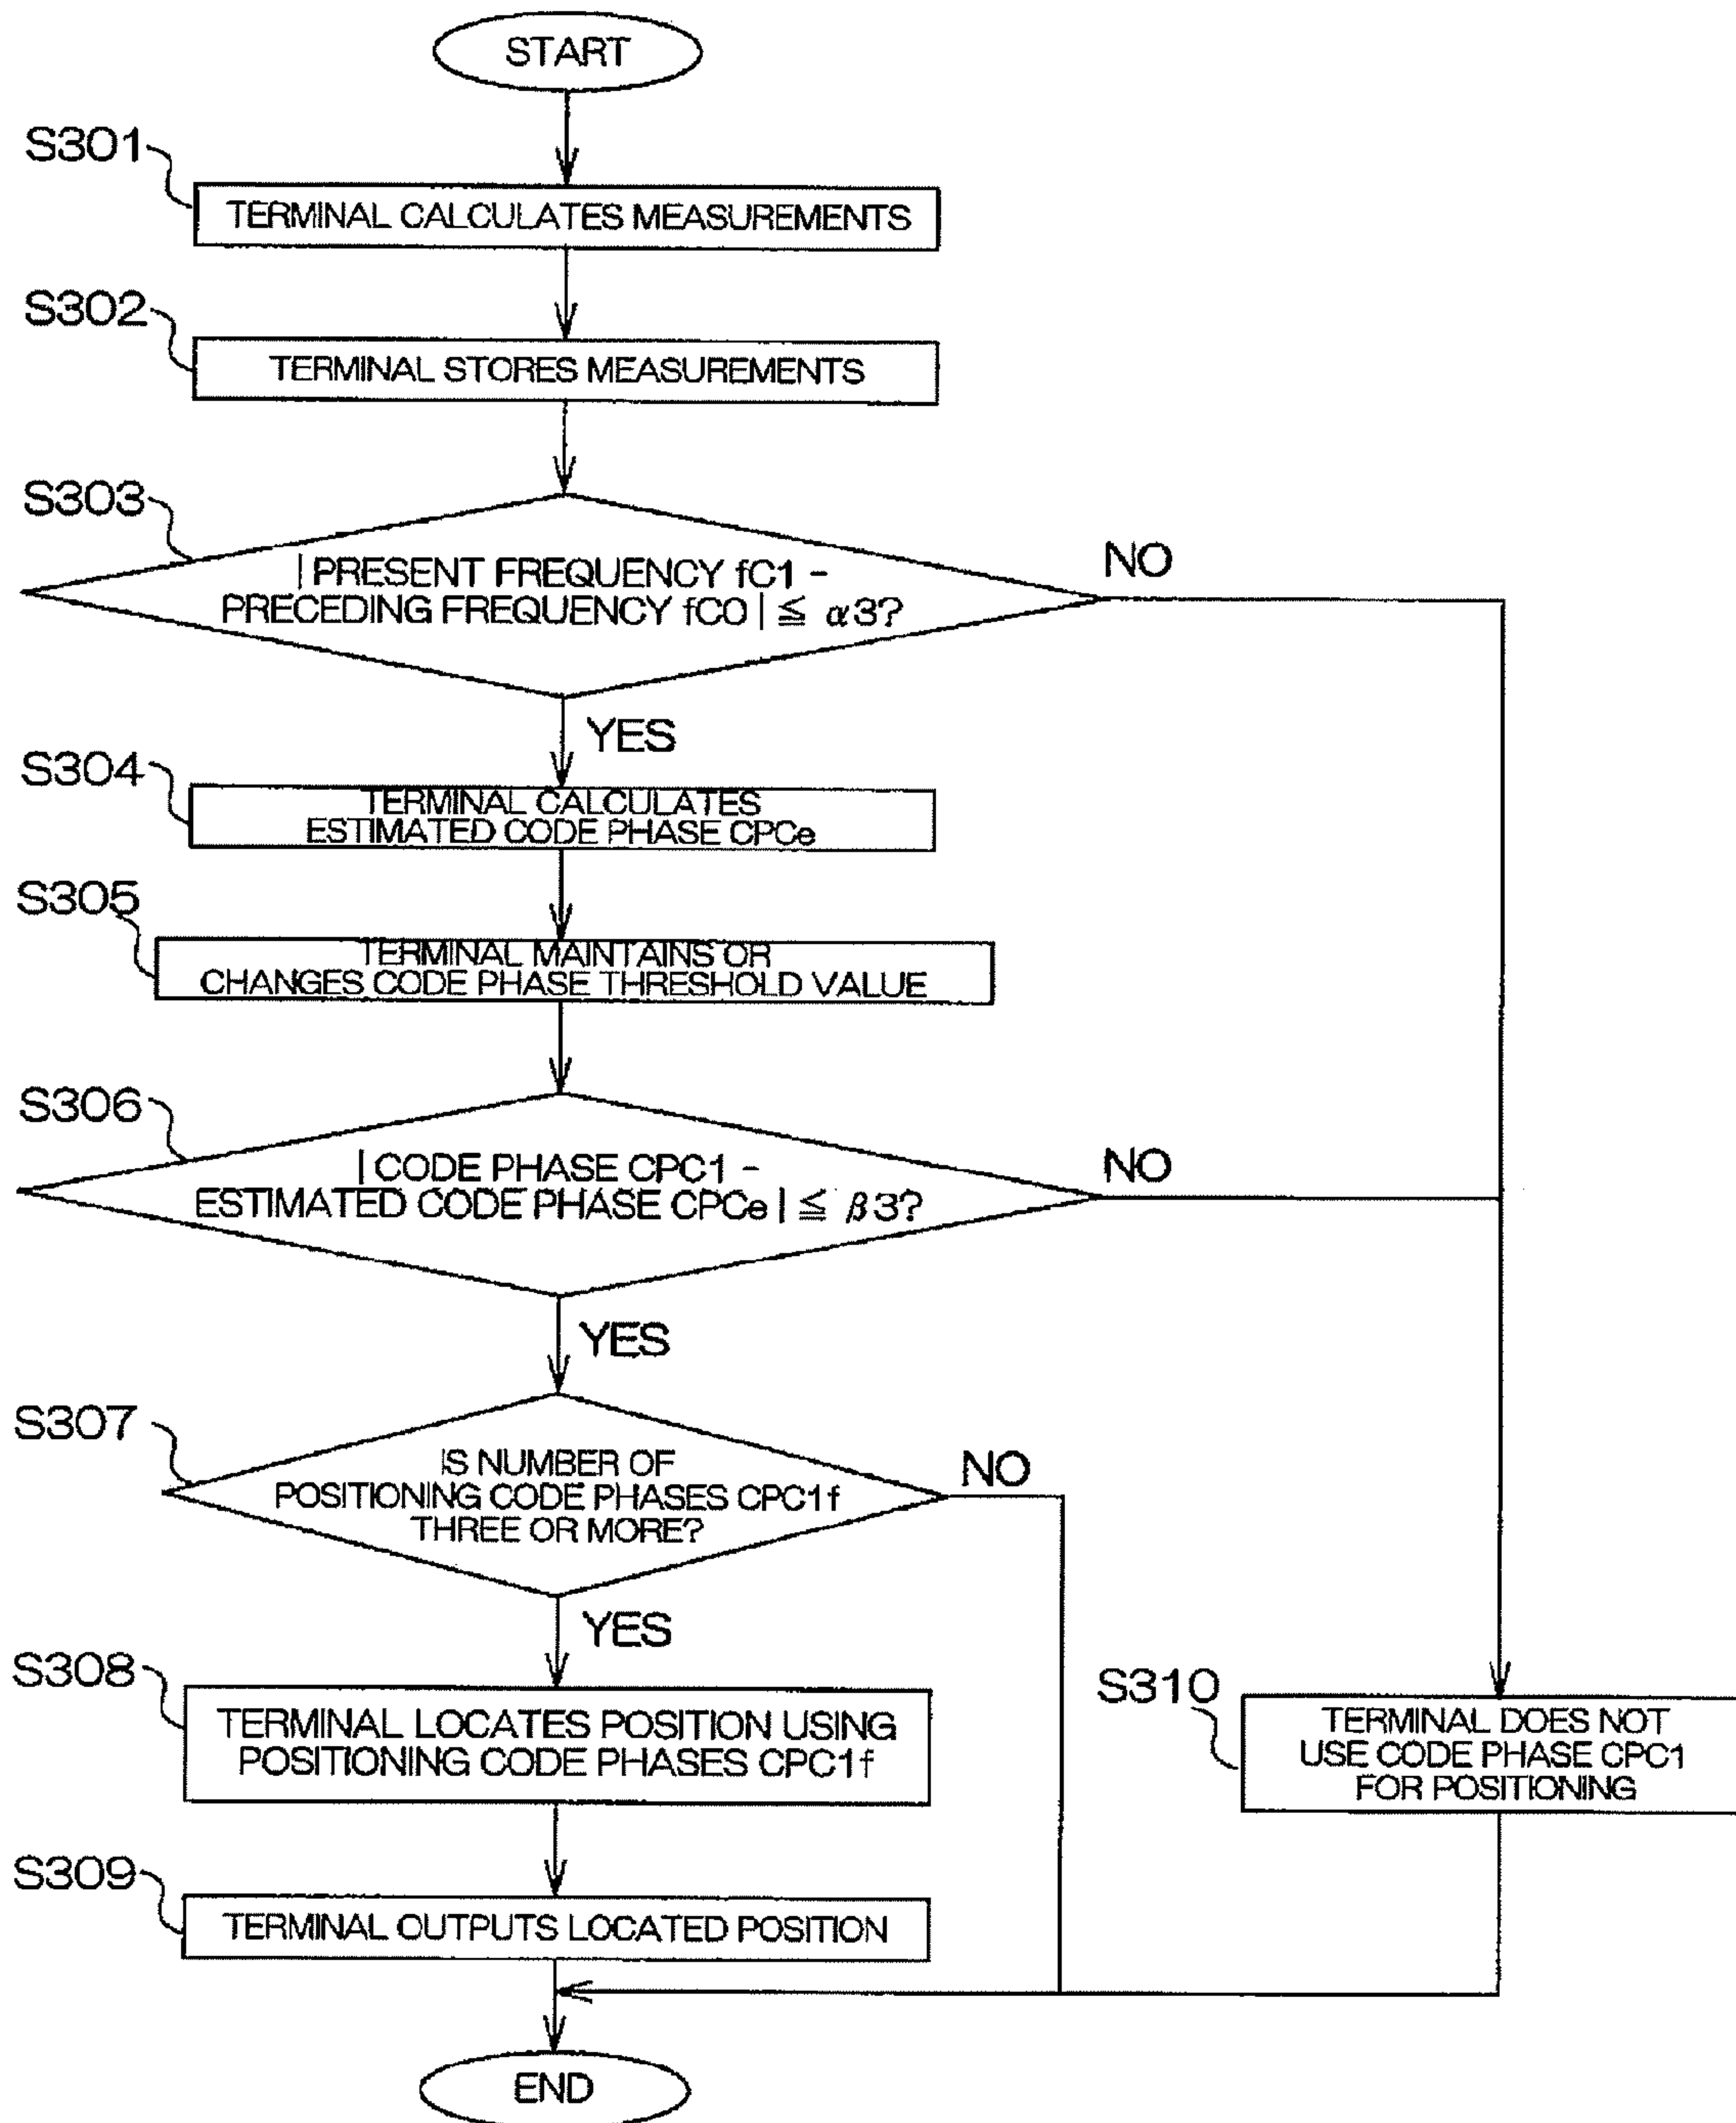 START
S301
TERMINAL CALCULATES MEASUREMENTS
S302
TERMINAL STORES MEASUREMENTS
S303
| PRESENT FREQUENCY fC1 -
PRECEDING FREQUENCY fC0 | ≦ α3?
NO
YES
S304
TERMINAL CALCULATES
ESTIMATED CODE PHASE CPCe
S305
TERMINAL MAINTAINS OR
CHANGES CODE PHASE THRESHOLD VALUE
S306
| CODE PHASE CPC1 -
ESTIMATED CODE PHASE CPCe | ≦ β3?
NO
YES
S307
IS NUMBER OF
POSITIONING CODE PHASES CPC1f
THREE OR MORE?
NO
YES
S308
TERMINAL LOCATES POSITION USING
POSITIONING CODE PHASES CPC1f
S310
TERMINAL DOES NOT
USE CODE PHASE CPC1
FOR POSITIONING
S309
TERMINAL OUTPUTS LOCATED POSITION
END